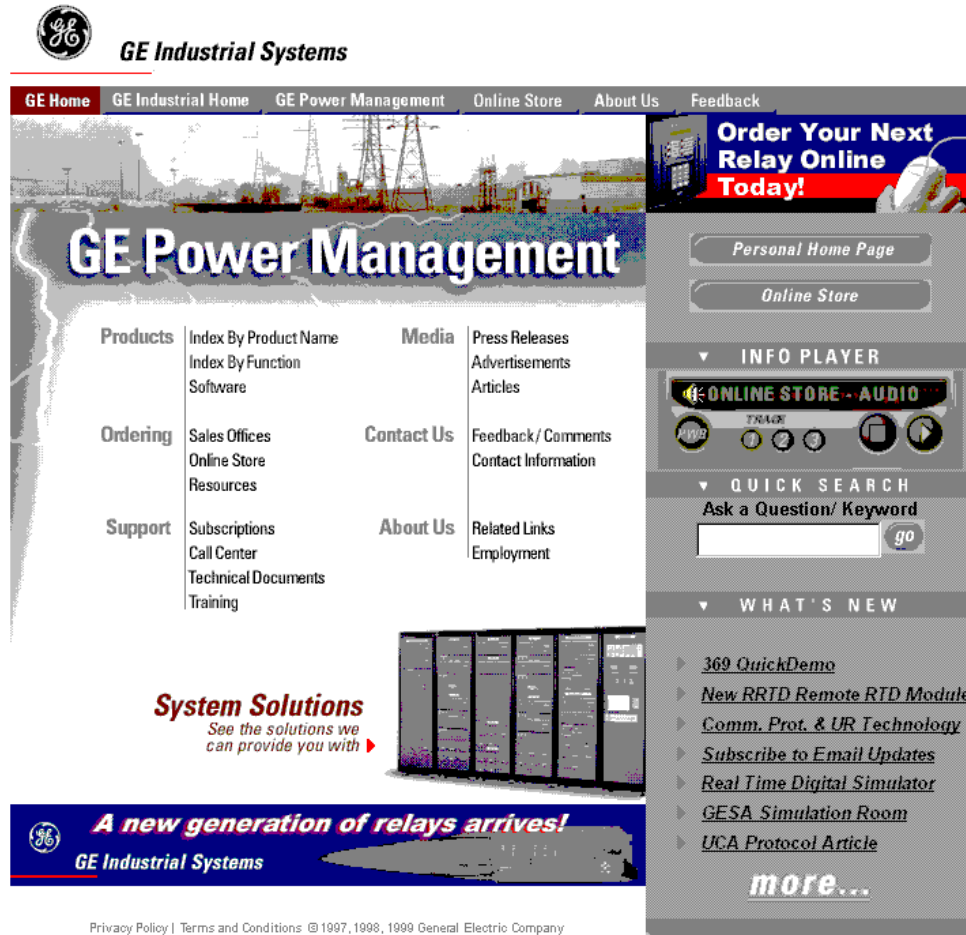 GE
GE Industrial Systems
GE Home
GE Industrial Home
GE Power Management
Online Store
About Us
Feedback
Order Your Next
Relay Online
Today!
GE Power Management
Personal Home Page
Online Store
Products
Index By Product Name
Index By Function
Software
Media
Press Releases
Advertisements
Articles
Ordering
Sales Offices
Online Store
Resources
Contact Us
Feedback/Comments
Contact Information
Support
Subscriptions
Call Center
Technical Documents
Training
About Us
Related Links
Employment
INFO PLAYER
ONLINE STORE - AUDIO
PWR
TRACK
1 2 3
QUICK SEARCH
Ask a Question/ Keyword
go
WHAT'S NEW
369 QuickDemo
New RRTD Remote RTD Module
Comm. Prot. & UR Technology
Subscribe to Email Updates
Real Time Digital Simulator
GESA Simulation Room
UCA Protocol Article
more...
System Solutions
See the solutions we
can provide you with
A new generation of relays arrives!
GE
GE Industrial Systems
Privacy Policy | Terms and Conditions © 1997, 1998, 1999 General Electric Company